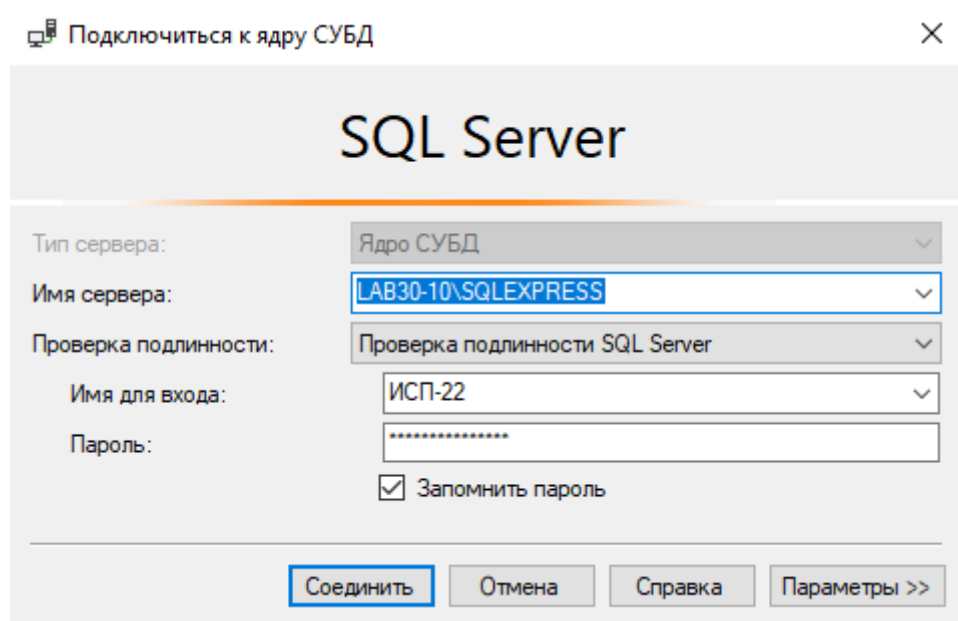 Подключиться к ядру СУБД
SQL Server
Тип сервера: Ядро СУБД
Имя сервера: LAB30-10\SQLEXPRESS
Проверка подлинности: Проверка подлинности SQL Server
Имя для входа: ИСП-22
Пароль: ***************
Запомнить пароль
Соединить Отмена Справка Параметры >>